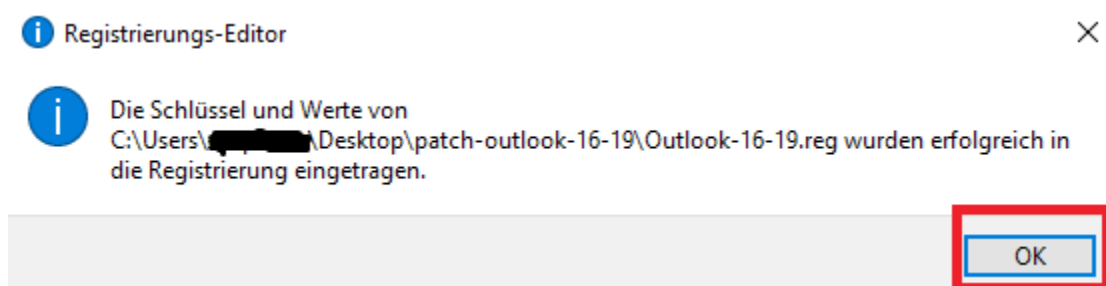 Registrierungs-Editor
Die Schlüssel und Werte von
C:\Users\ \Desktop\patch-outlook-16-19\Outlook-16-19.reg wurden erfolgreich in
die Registrierung eingetragen.
OK